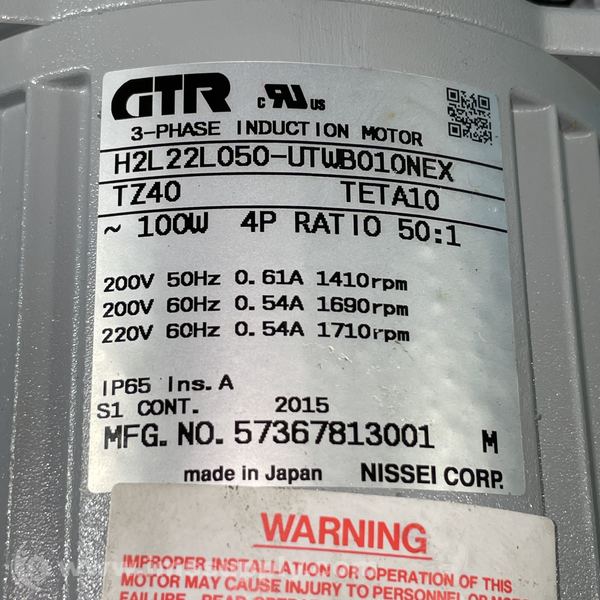 GTR c RU us
3-PHASE INDUCTION MOTOR
H2L22L050-UTWB010NEX
TZ40 TETA10
~ 100W 4P RATIO 50:1
200V 50Hz 0.61A 1410rpm
200V 60Hz 0.54A 1690rpm
220V 60Hz 0.54A 1710rpm
IP65 Ins.A
S1 CONT. 2015
MFG.NO.57367813001 M
made in Japan NISSEI CORP.
WARNING
IMPROPER INSTALLATION OR OPERATION OF THIS
MOTOR MAY CAUSE INJURY TO PERSONNEL OR
FAILURE.